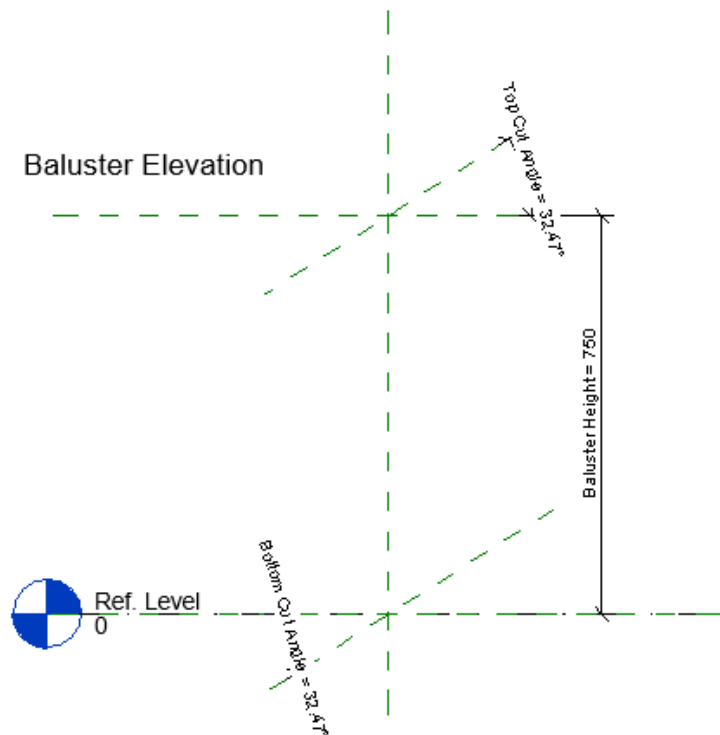 Top Cut Angle = 32.47°
Baluster Elevation
Baluster Height = 750
Bottom Cut Angle = 32.47°
Ref. Level
0